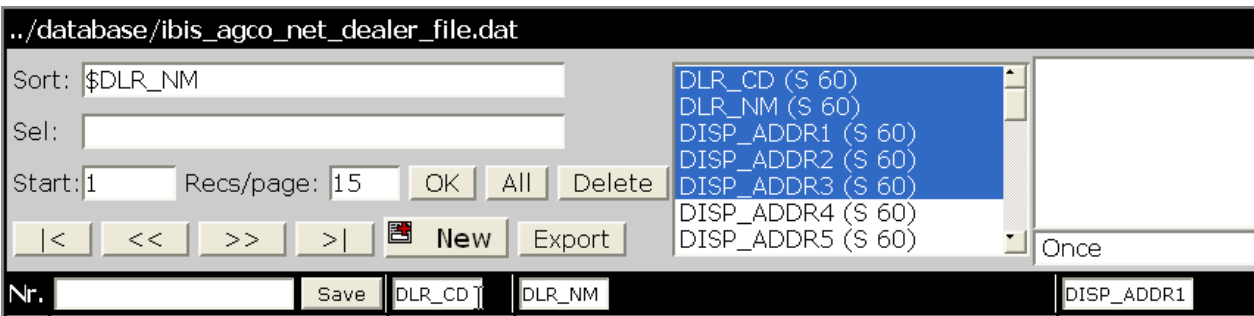 ../database/ibis_agco_net_dealer_file.dat
Sort: $DLR_NM
Sel:
Start: 1 Recs/page: 15 OK All Delete
|< << >> >| New Export
DLR_CD (S 60)
DLR_NM (S 60)
DISP_ADDR1 (S 60)
DISP_ADDR2 (S 60)
DISP_ADDR3 (S 60)
DISP_ADDR4 (S 60)
DISP_ADDR5 (S 60)
Once
Nr. Save DLR_CD DLR_NM DISP_ADDR1